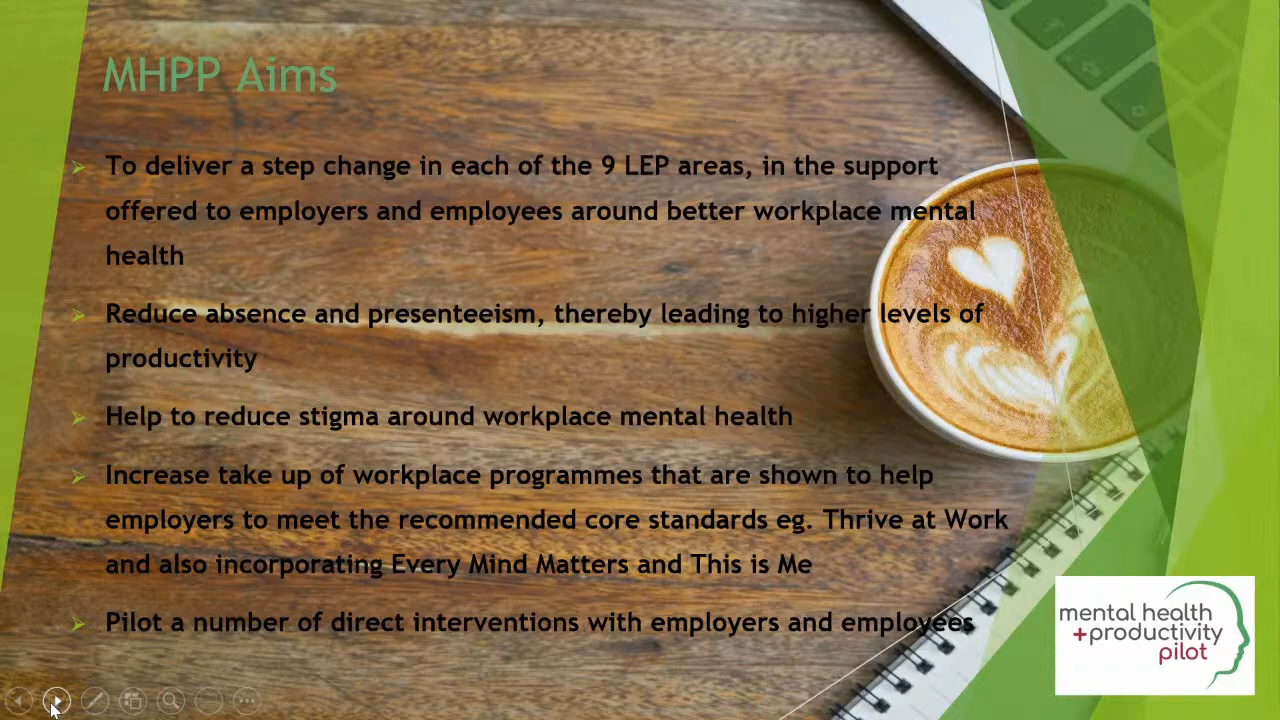 MHPP Aims
To deliver a step change in each of the 9 LEP areas, in the support
offered to employers and employees around better workplace mental
health
Reduce absence and presenteeism, thereby leading to higher levels of
productivity
Help to reduce stigma around workplace mental health
Increase take up of workplace programmes that are shown to help
employers to meet the recommended core standards eg. Thrive at Work
and also incorporating Every Mind Matters and This is Me
Pilot a number of direct interventions with employers and employees
mental health
+productivity
pilot